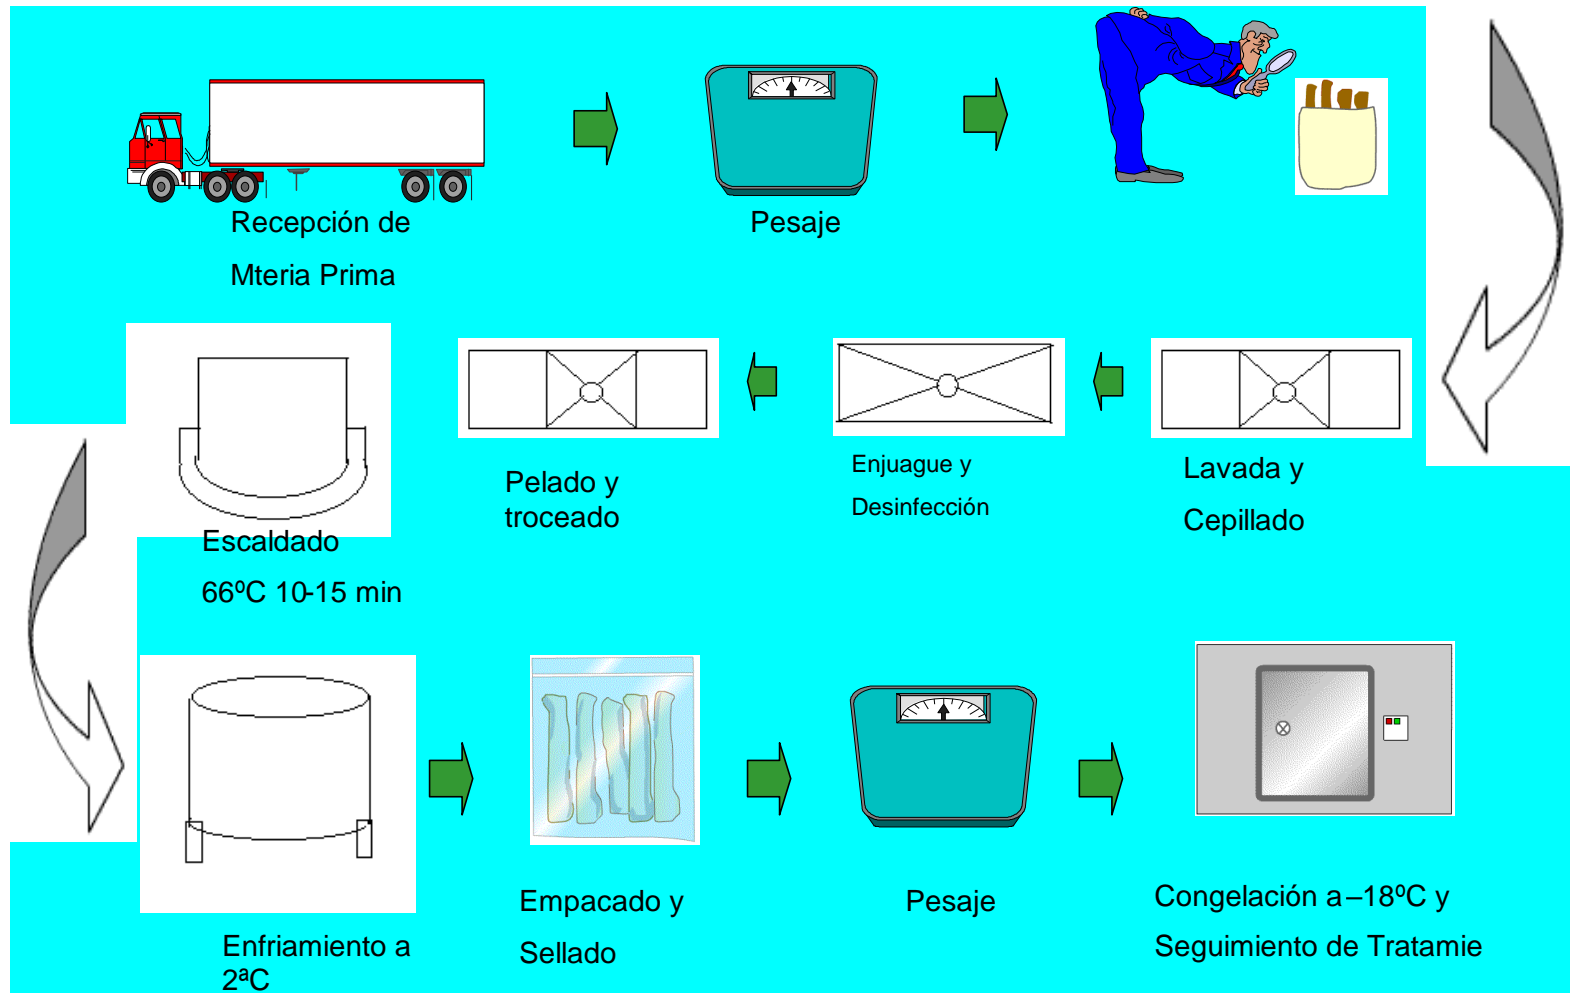 Recepción de
Mteria Prima
Pesaje
Lavada y
Cepillado
Enjuague y
Desinfección
Pelado y
troceado
Escaldado
66ºC 10-15 min
Enfriamiento a
2ªC
Empacado y
Sellado
Pesaje
Congelación a –18ºC y
Seguimiento de Tratamie